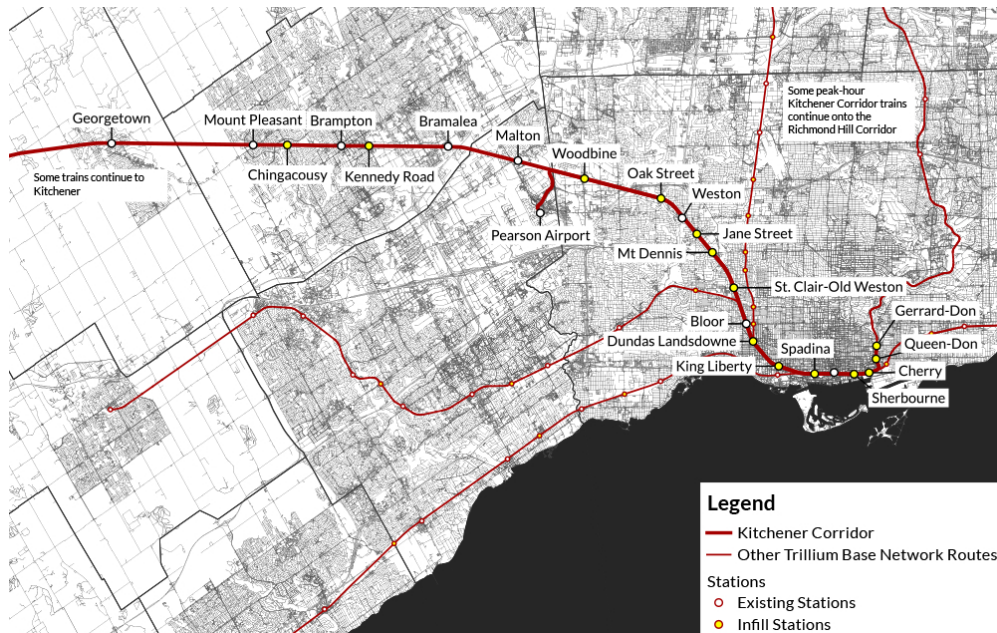 Some peak-hour
Kitchener Corridor trains
continue onto the
Richmond Hill Corridor
Georgetown
Mount Pleasant
Brampton
Bramalea
Malton
Woodbine
Some trains continue to
Kitchener
Chingacousy
Kennedy Road
Oak Street
Weston
Pearson Airport
Jane Street
Mt Dennis
St. Clair-Old Weston
Bloor
Gerrard-Don
Dundas Landsdowne
Spadina
Queen-Don
King Liberty
Cherry
Sherbourne
Legend
Kitchener Corridor
Other Trillium Base Network Routes
Stations
Existing Stations
Infill Stations